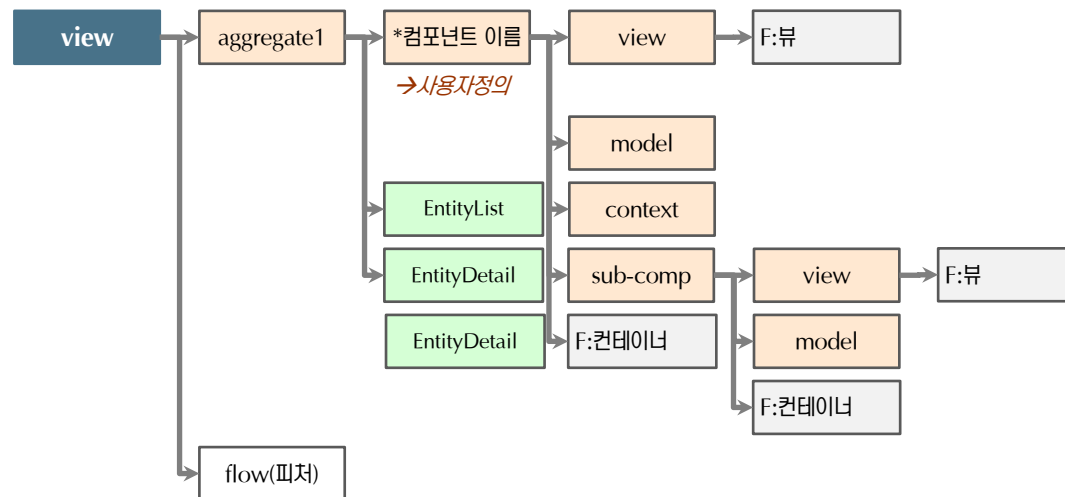 view
aggregate1
*컴포넌트 이름
view
F:뷰
→사용자정의
model
EntityList
context
EntityDetail
sub-comp
view
F:뷰
EntityDetail
F:컨테이너
model
F:컨테이너
flow(피처)